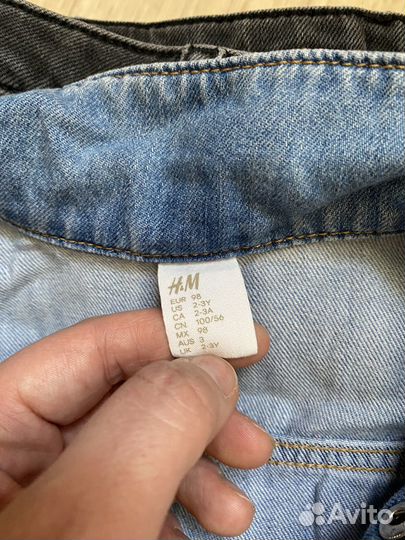 H&M
EUR 98
US 2-3Y
CA 2-3A
CN 100/56
MX 98
AUS 3
UK 2-3Y
Avito